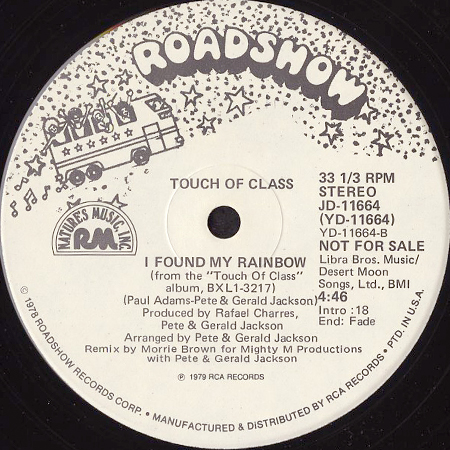 ROADSHOW
TOUCH OF CLASS
33 1/3 RPM
STEREO
JD-11664
(YD-11664)
YD-11664-B
NOT FOR SALE
Libra Bros. Music/
Desert Moon
Songs, Ltd., BMI
4:46
Intro :18
End: Fade
NATURE'S MUSIC, INC.
RM
I FOUND MY RAINBOW
(from the "Touch Of Class"
album, BXL1-3217)
(Paul Adams-Pete & Gerald Jackson)
Produced by Rafael Charres,
Pete & Gerald Jackson
Arranged by Pete & Gerald Jackson
Remix by Morrie Brown for Mighty M Productions
with Pete & Gerald Jackson
℗ 1979 RCA RECORDS
© 1978 ROADSHOW RECORDS CORP. • MANUFACTURED & DISTRIBUTED BY RCA RECORDS • PTD. IN U.S.A.